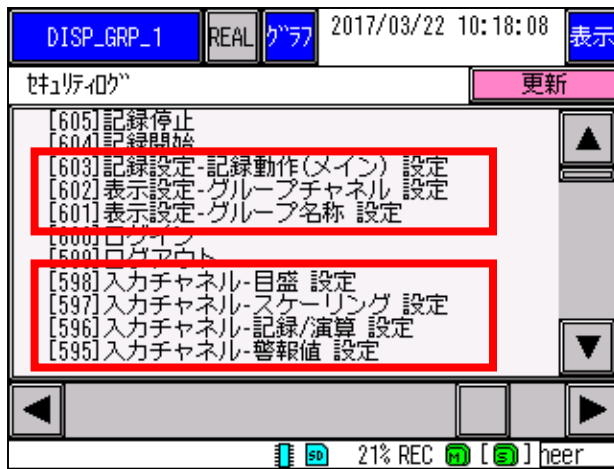 DISP_GRP_1 REAL グラフ 2017/03/22 10:18:08 表示
セキュリティログ 更新
[605]記録停止
[604]記録開始
[603]記録設定-記録動作(メイン) 設定
[602]表示設定-グループチャネル 設定
[601]表示設定-グループ名称 設定
[600]ログイン
[599]ログアウト
[598]入力チャネル-目盛 設定
[597]入力チャネル-スケーリング 設定
[596]入力チャネル-記録/演算 設定
[595]入力チャネル-警報値 設定
SD 21% REC M [S] heer